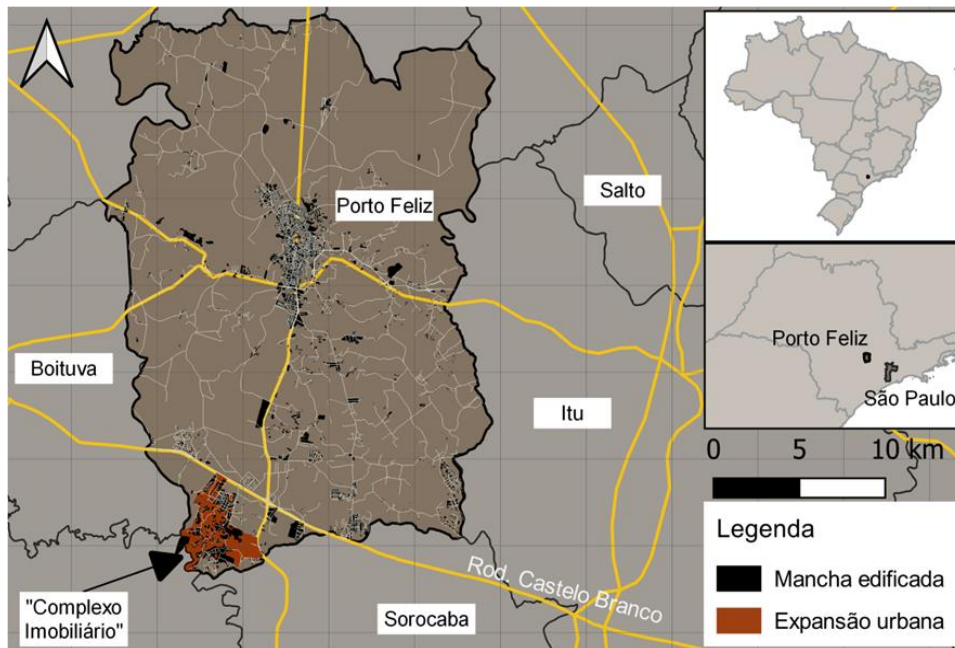 Porto Feliz
Salto
Boituva
Itu
Porto Feliz
São Paulo
0 5 10 km
Rod. Castelo Branco
Sorocaba
"Complexo
Imobiliário"
Legenda
Mancha edificada
Expansão urbana